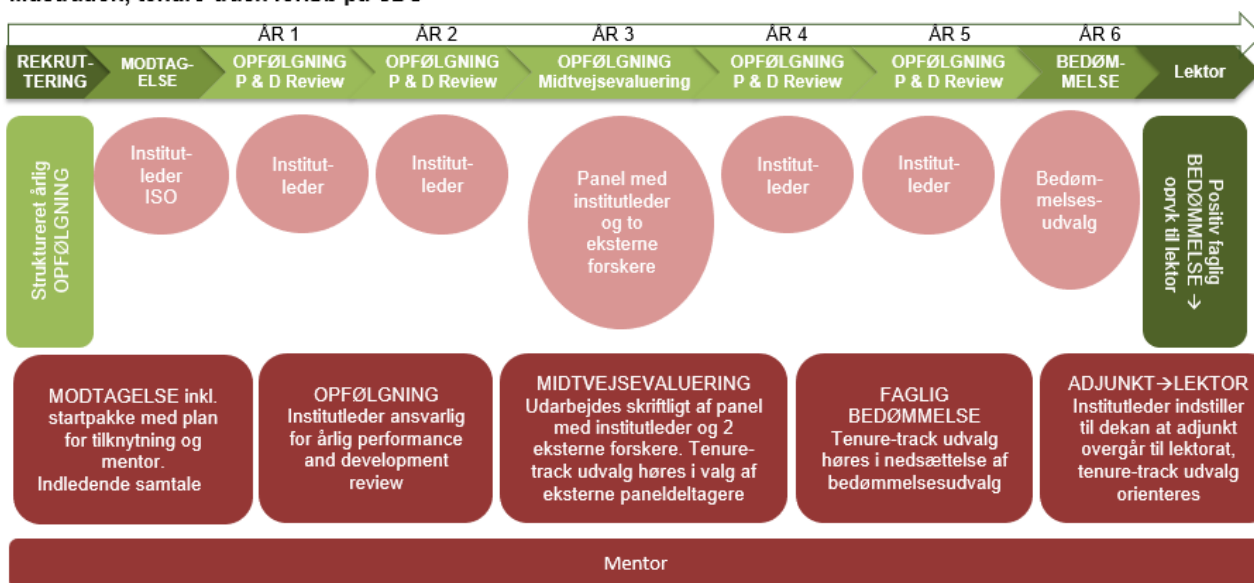 ÅR 1
ÅR 2
ÅR 3
ÅR 4
ÅR 5
ÅR 6
REKRUT-
TERING
MODTAG-
ELSE
OPFØLGNING
P & D Review
OPFØLGNING
P & D Review
OPFØLGNING
Midtvejsevaluering
OPFØLGNING
P & D Review
OPFØLGNING
P & D Review
BEDØM-
MELSE
Lektor
Struktureret årlig
OPFØLGNING
Institut-
leder
ISO
Institut-
leder
Institut-
leder
Panel med
institutleder
og to
eksterne
forskere
Institut-
leder
Institut-
leder
Bedøm-
melses-
udvalg
Positiv faglig
BEDØMMELSE →
opryk til lektor
MODTAGELSE inkl.
startpakke med plan
for tilknytning og
mentor.
Indledende samtale
OPFØLGNING
Institutleder ansvarlig
for årlig performance
and development
review
MIDTVEJSEVALUERING
Udarbejdes skriftligt af panel
med institutleder og 2
eksterne forskere. Tenure-
track udvalg høres i valg af
eksterne paneldeltagere
FAGLIG
BEDØMMELSE
Tenure-track udvalg
høres i nedsættelse af
bedømmelsesudvalg
ADJUNKT→LEKTOR
Institutleder indstiller
til dekan at adjunkt
overgår til lektorat,
tenure-track udvalg
orienteres
Mentor